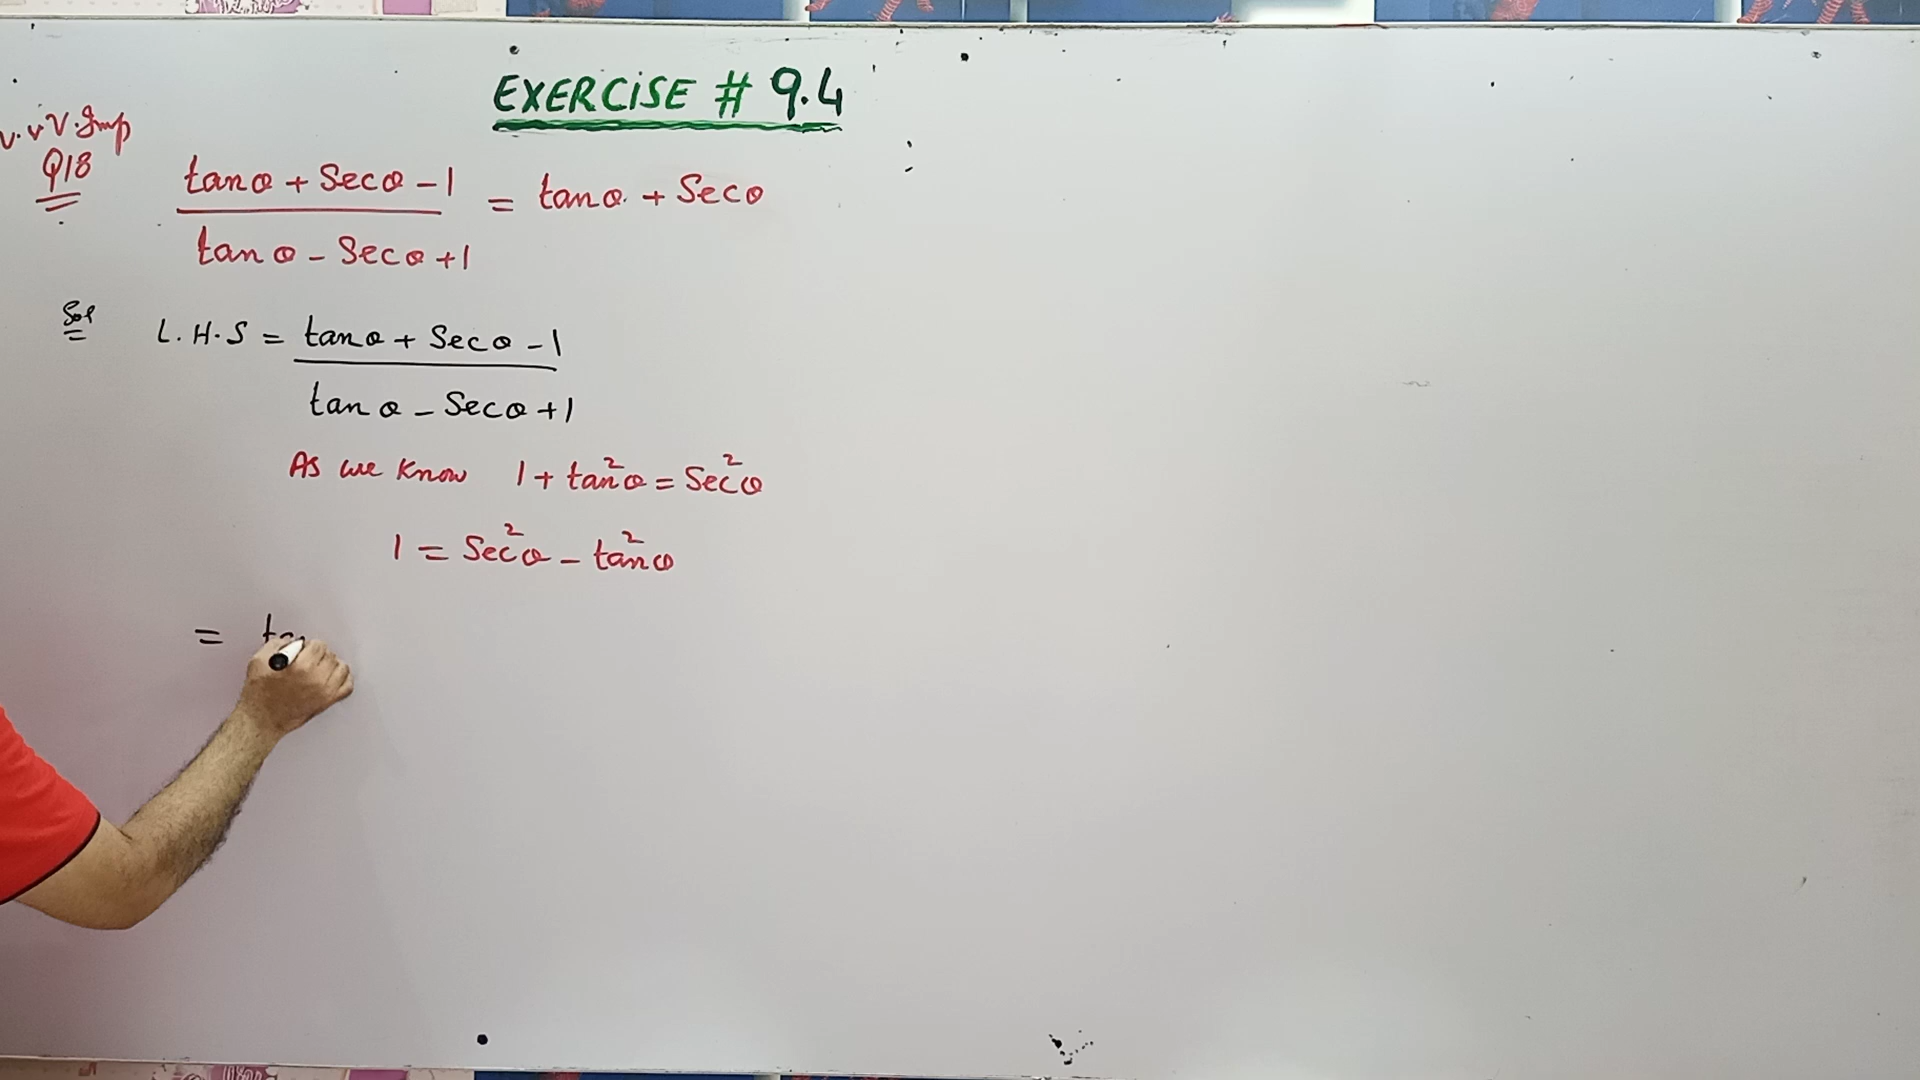 EXERCISE # 9.4
V. v V. Imp
Q18
tanθ + Secθ - 1
= tanθ + Secθ
tanθ - Secθ + 1
Sol
L.H.S = tanθ + Secθ - 1
tanθ - Secθ + 1
As we know 1 + tan²θ = Sec²θ
1 = Sec²θ - tan²θ
= tan